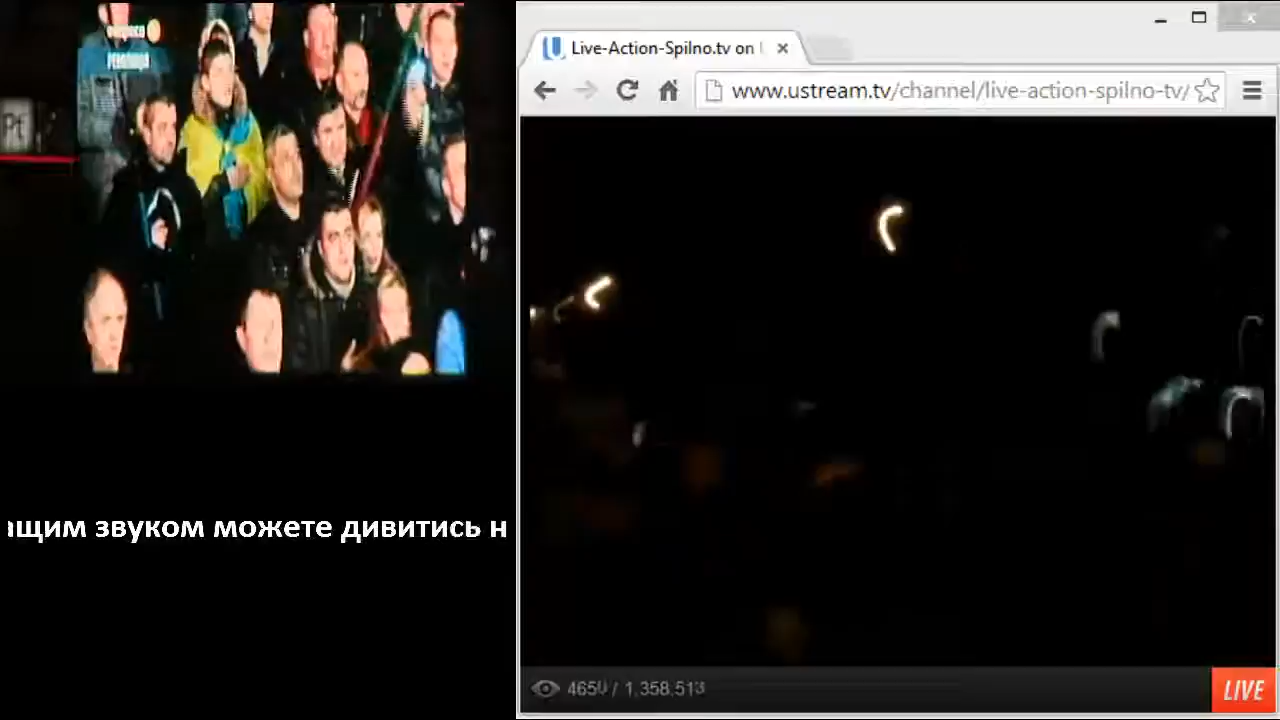 Pt
ащим звуком можете дивитись н
Live-Action-Spilno.tv on
www.ustream.tv/channel/live-action-spilno-tv/
4650 / 1,358,513
LIVE